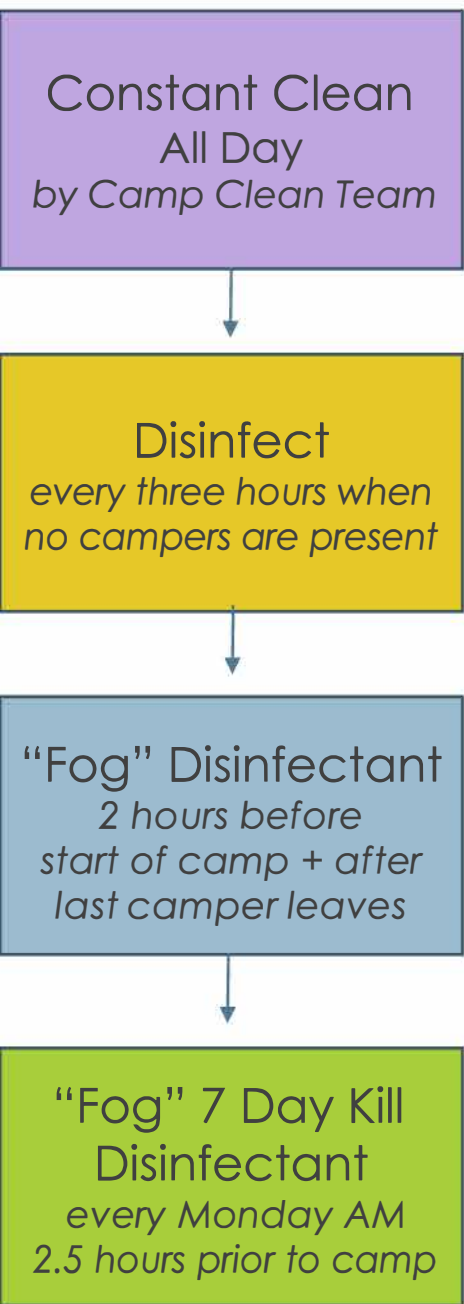 Constant Clean
All Day
by Camp Clean Team
Disinfect
every three hours when
no campers are present
“Fog” Disinfectant
2 hours before
start of camp + after
last camper leaves
“Fog” 7 Day Kill
Disinfectant
every Monday AM
2.5 hours prior to camp